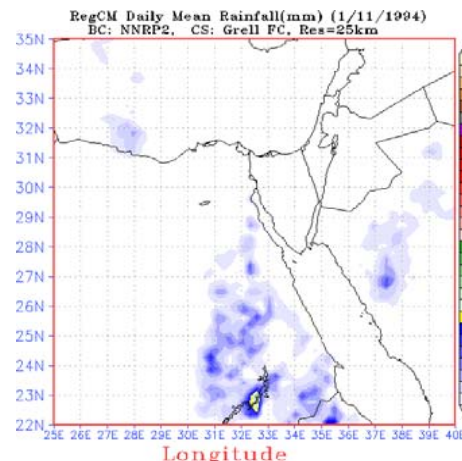 RegCM Daily Mean Rainfall(mm) (1/11/1994)
BC: NNRP2, CS: Grell FC, Res=25km
35N
34N
33N
32N
31N
30N
29N
28N
27N
26N
25N
24N
23N
22N
25E 26E 27E 28E 29E 30E 31E 32E 33E 34E 35E 36E 37E 38E 39E 40E
Longitude